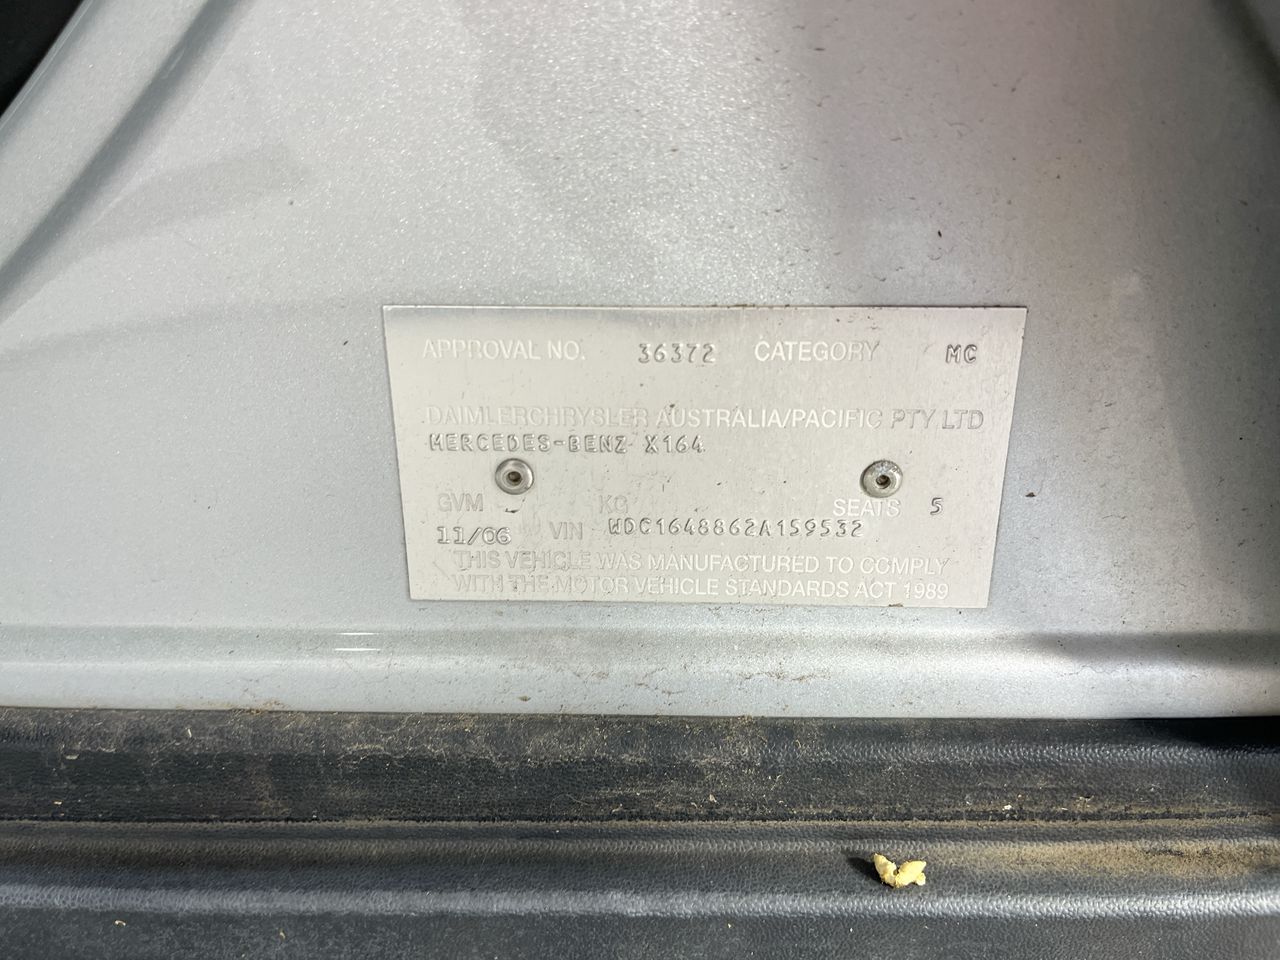 APPROVAL NO. 36372 CATEGORY MC
DAIMLERCHRYSLER AUSTRALIA/PACIFIC PTY LTD
MERCEDES-BENZ X164
GVM KG SEATS 5
11/06 VIN WDC1648862A159532
THIS VEHICLE WAS MANUFACTURED TO COMPLY
WITH THE MOTOR VEHICLE STANDARDS ACT 1989